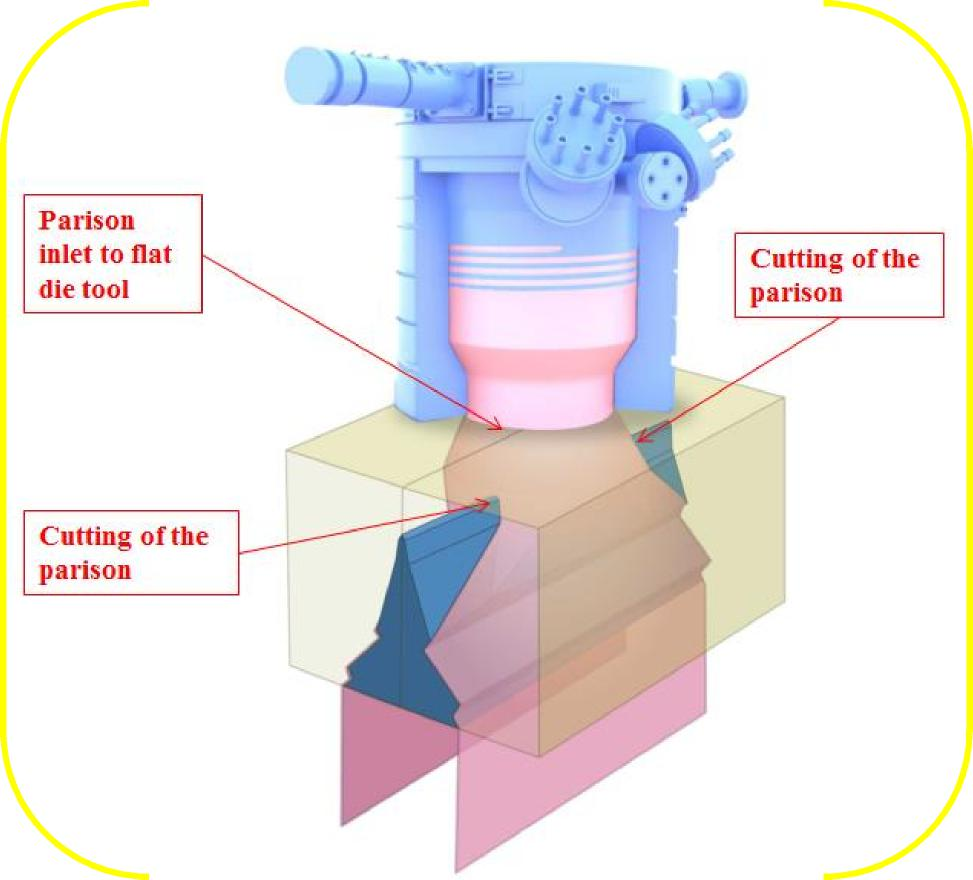 Parison
inlet to flat
die tool
Cutting of the
parison
Cutting of the
parison